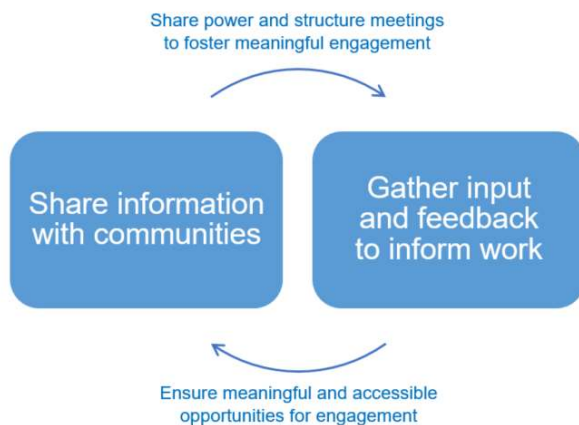 Share power and structure meetings
to foster meaningful engagement
Share information
with communities
Gather input
and feedback
to inform work
Ensure meaningful and accessible
opportunities for engagement